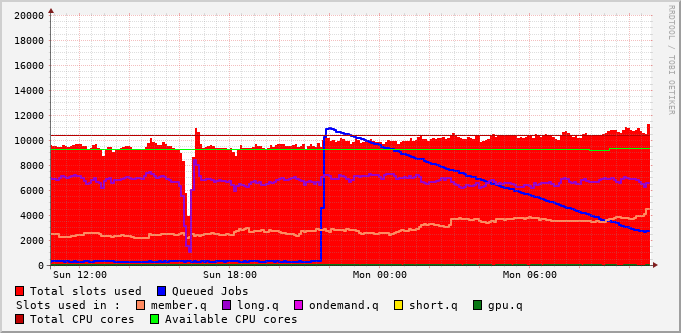 RRDTOOL / TOBI OETIKER
20000
18000
16000
14000
12000
10000
8000
6000
4000
2000
0
Sun 12:00 Sun 18:00 Mon 00:00 Mon 06:00
Total slots used Queued Jobs
Slots used in : member.q long.q ondemand.q short.q gpu.q
Total CPU cores Available CPU cores